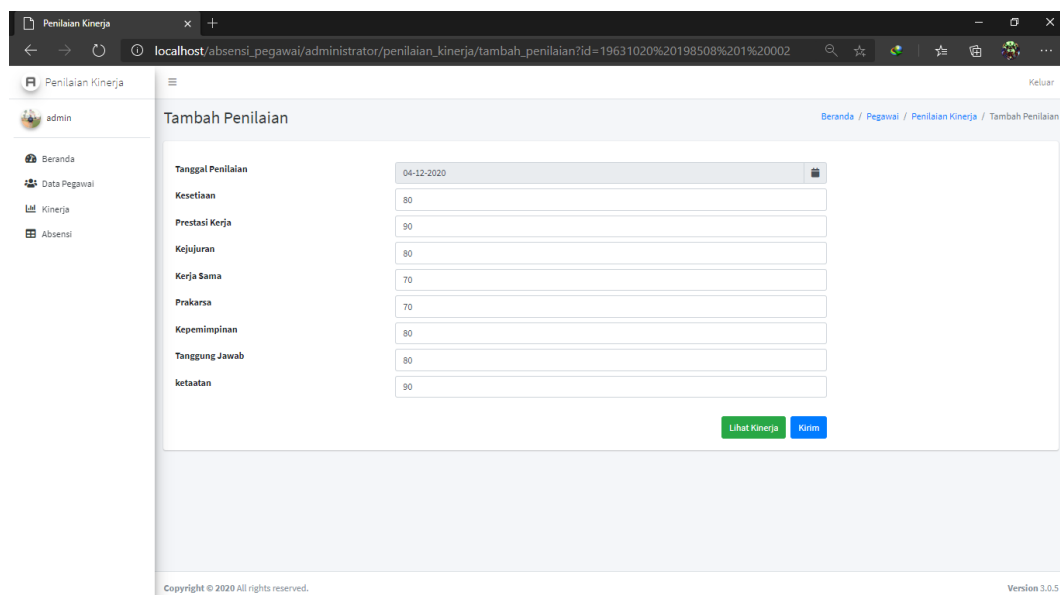 Penilaian Kinerja
localhost/absensi_pegawai/administrator/penilaian_kinerja/tambah_penilaian?id=19631020%20198508%201%20002
Penilaian Kinerja
Keluar
admin
Tambah Penilaian
Beranda / Pegawai / Penilaian Kinerja / Tambah Penilaian
Beranda
Data Pegawai
Kinerja
Absensi
Tanggal Penilaian
04-12-2020
Kesetiaan
80
Prestasi Kerja
90
Kejujuran
80
Kerja Sama
70
Prakarsa
70
Kepemimpinan
80
Tanggung Jawab
80
ketaatan
90
Lihat Kinerja
Kirim
Copyright © 2020 All rights reserved.
Version 3.0.5